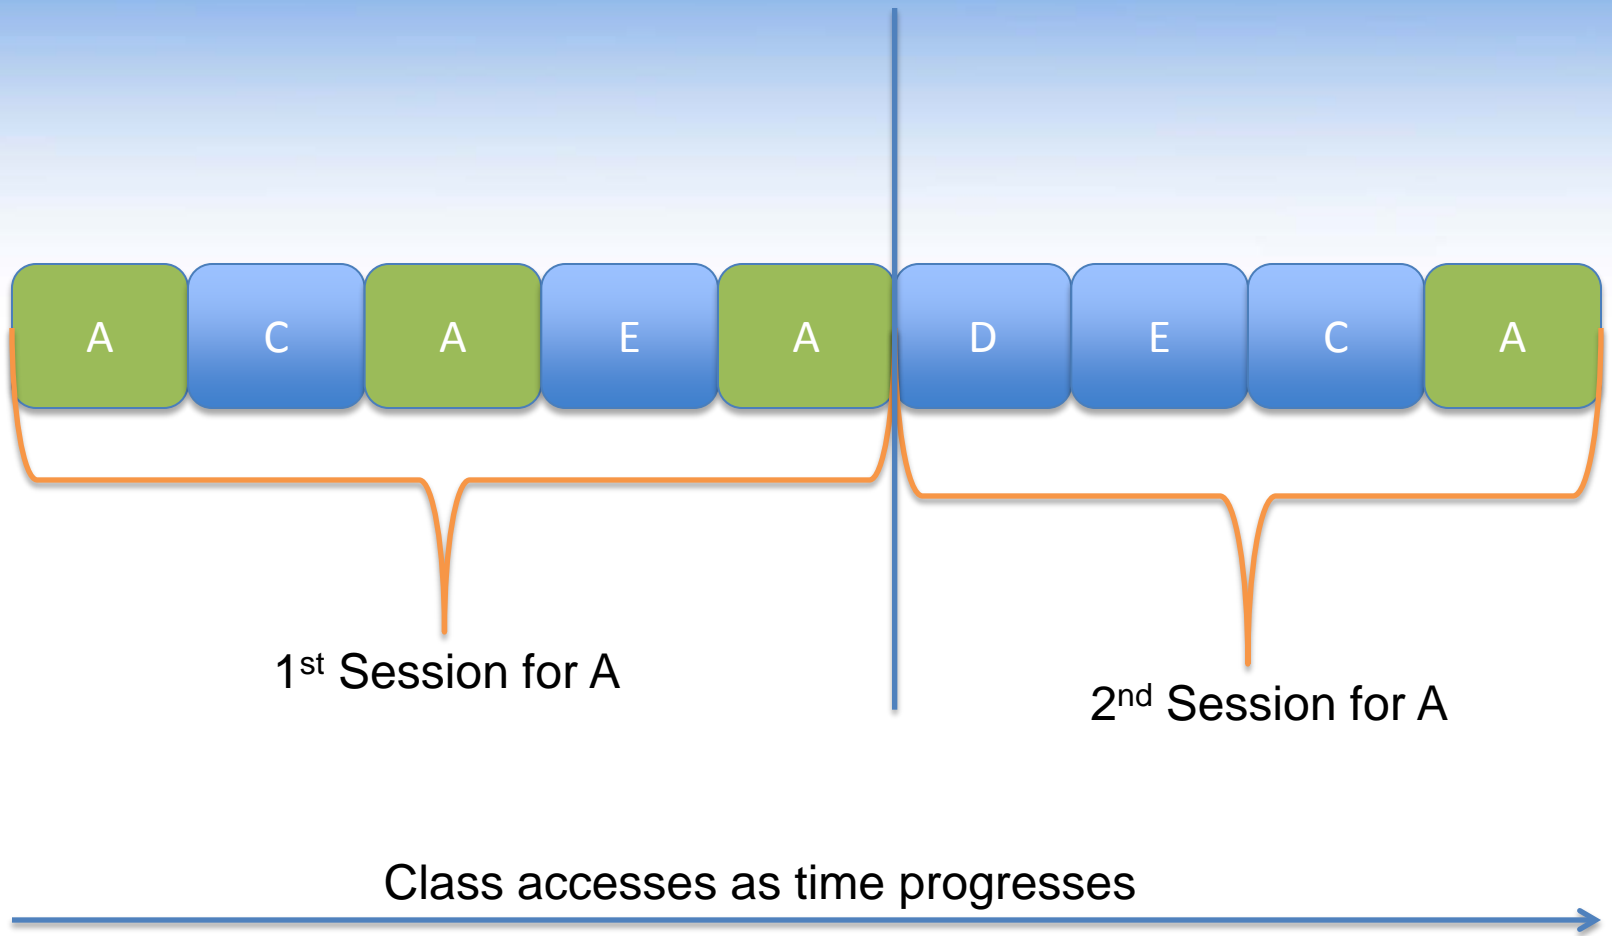 A C A E A D E C A
1st Session for A
2nd Session for A
Class accesses as time progresses